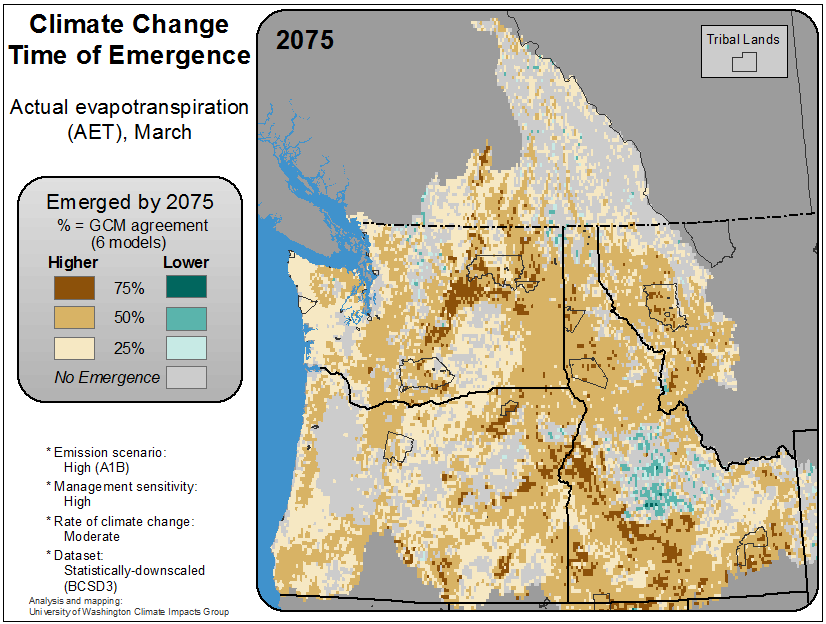 Climate Change
Time of Emergence
Actual evapotranspiration
(AET), March
Emerged by 2075
% = GCM agreement
(6 models)
Higher Lower
75%
50%
25%
No Emergence
* Emission scenario:
High (A1B)
* Management sensitivity:
High
* Rate of climate change:
Moderate
* Dataset:
Statistically-downscaled
(BCSD3)
Analysis and mapping:
University of Washington Climate Impacts Group
2075
Tribal Lands